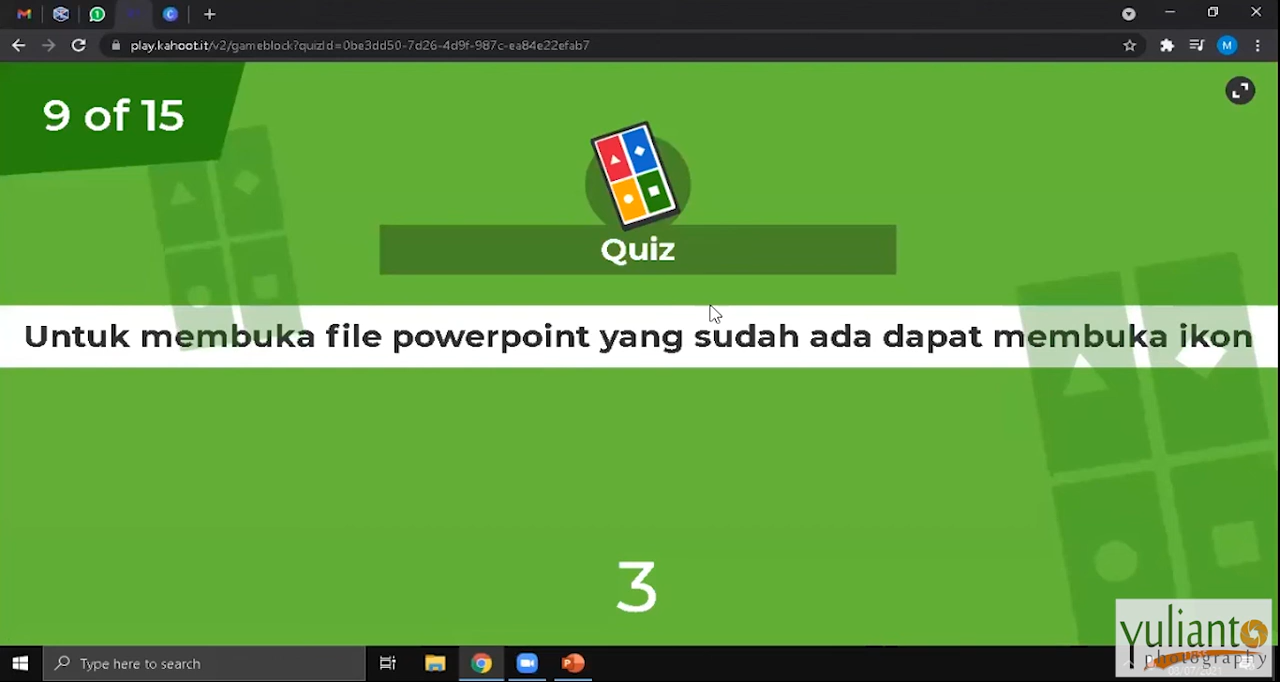 play.kahoot.it/v2/gameblock?quizId=0be3dd50-7d26-4d9f-987c-ea84e22efab7
M
9 of 15
Quiz
Untuk membuka file powerpoint yang sudah ada dapat membuka ikon
3
Type here to search
yulianto
photography